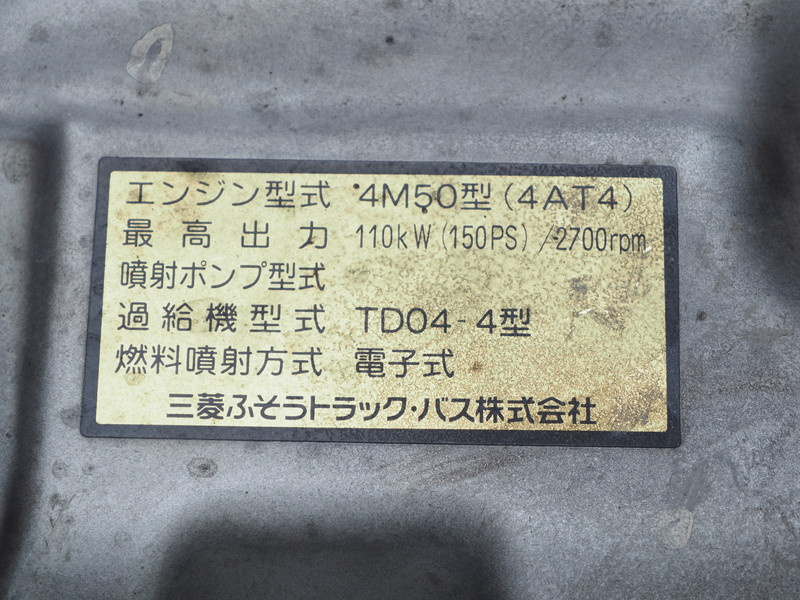 エンジン型式 4M50型(4AT4)
最高出力 110kW(150PS)/2700rpm
噴射ポンプ型式
過給機型式 TD04-4型
燃料噴射方式 電子式
三菱ふそうトラック・バス株式会社